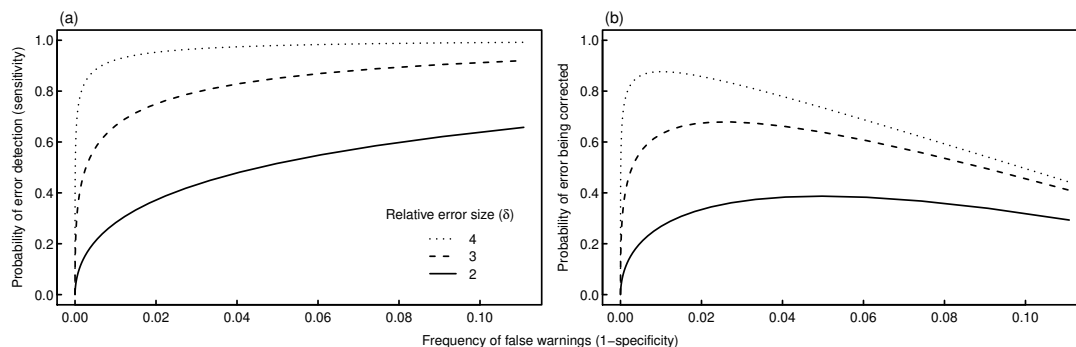 (a)
Probability of error detection (sensitivity)
1.0
0.8
0.6
0.4
0.2
0.0
0.00 0.02 0.04 0.06 0.08 0.10
Relative error size (δ)
4
3
2
(b)
Probability of error being corrected
1.0
0.8
0.6
0.4
0.2
0.0
0.00 0.02 0.04 0.06 0.08 0.10
Frequency of false warnings (1−specificity)